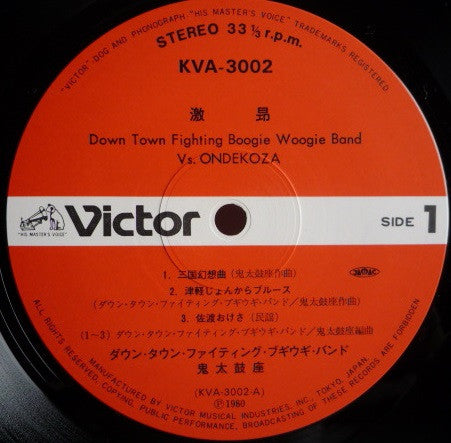 "VICTOR"-DOG AND PHONOGRAPH-"HIS MASTER'S VOICE" TRADEMARKS REGISTERED
STEREO 33 1/3 r.p.m.
KVA-3002
激 昂
Down Town Fighting Boogie Woogie Band
Vs. ONDEKOZA
"HIS MASTER'S VOICE"
Victor
SIDE 1
1. 三国幻想曲(鬼太鼓座作曲)
JASRAC
2. 津軽じょんからブルース
(ダウン・タウン・ファイティング・ブギウギ・バンド/鬼太鼓座作曲)
3. 佐渡おけさ(民謡)
(1~3)ダウン・タウン・ファイティング・ブギウギ・バンド/鬼太鼓座編曲
ダウン・タウン・ファイティング・ブギウギ・バンド
鬼太鼓座
(KVA-3002-A)
Ⓟ1980
MANUFACTURED BY VICTOR MUSICAL INDUSTRIES, INC., TOKYO, JAPAN.
ALL RIGHTS RESERVED. COPYING, PUBLIC PERFORMANCE, BROADCASTING OF THESE RECORDS ARE FORBIDDEN